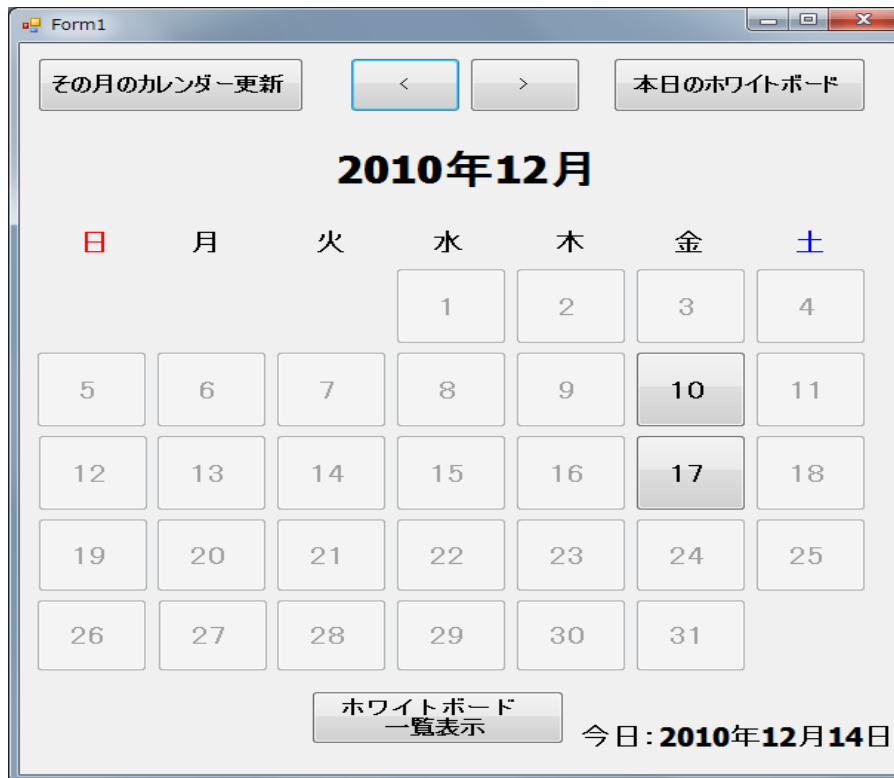 Form1
その月のカレンダー更新 < > 本日のホワイトボード
2010年12月
日 月 火 水 木 金 土
1 2 3 4
5 6 7 8 9 10 11
12 13 14 15 16 17 18
19 20 21 22 23 24 25
26 27 28 29 30 31
ホワイトボード
一覧表示
今日:2010年12月14日